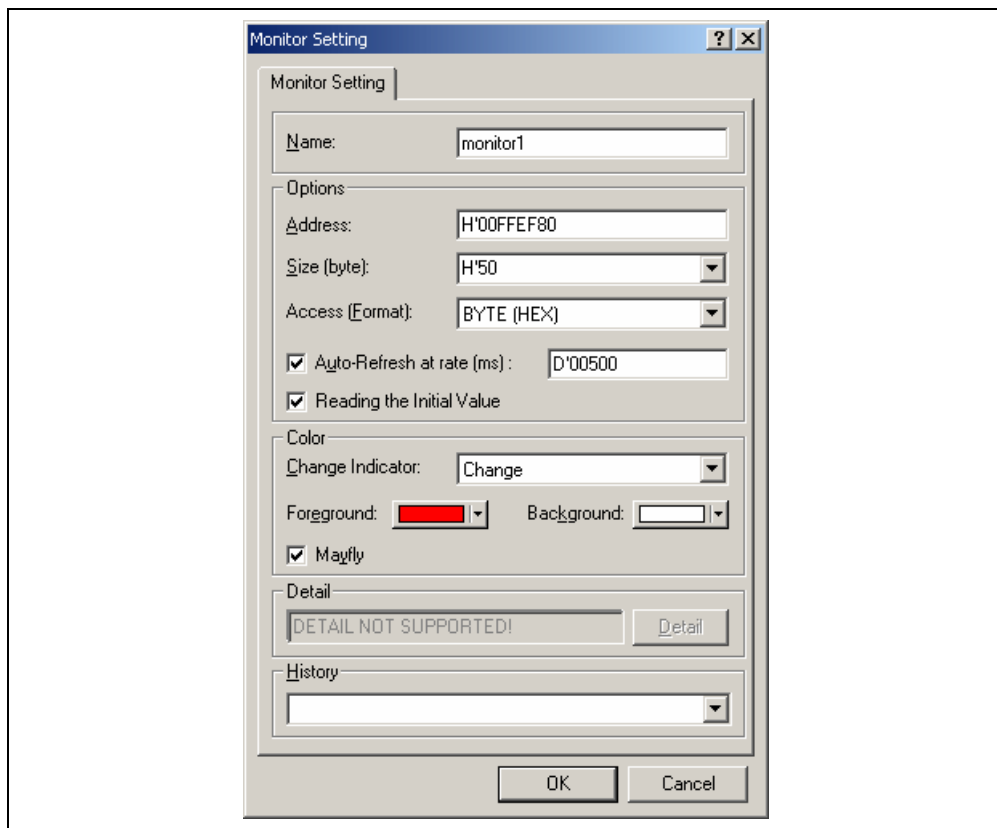 Monitor Setting
Monitor Setting
Name: monitor1
Options
Address: H'00FFEF80
Size (byte): H'50
Access (Format): BYTE (HEX)
Auto-Refresh at rate (ms) : D'00500
Reading the Initial Value
Color
Change Indicator: Change
Foreground: Background:
Mayfly
Detail
DETAIL NOT SUPPORTED! Detail
History
OK Cancel